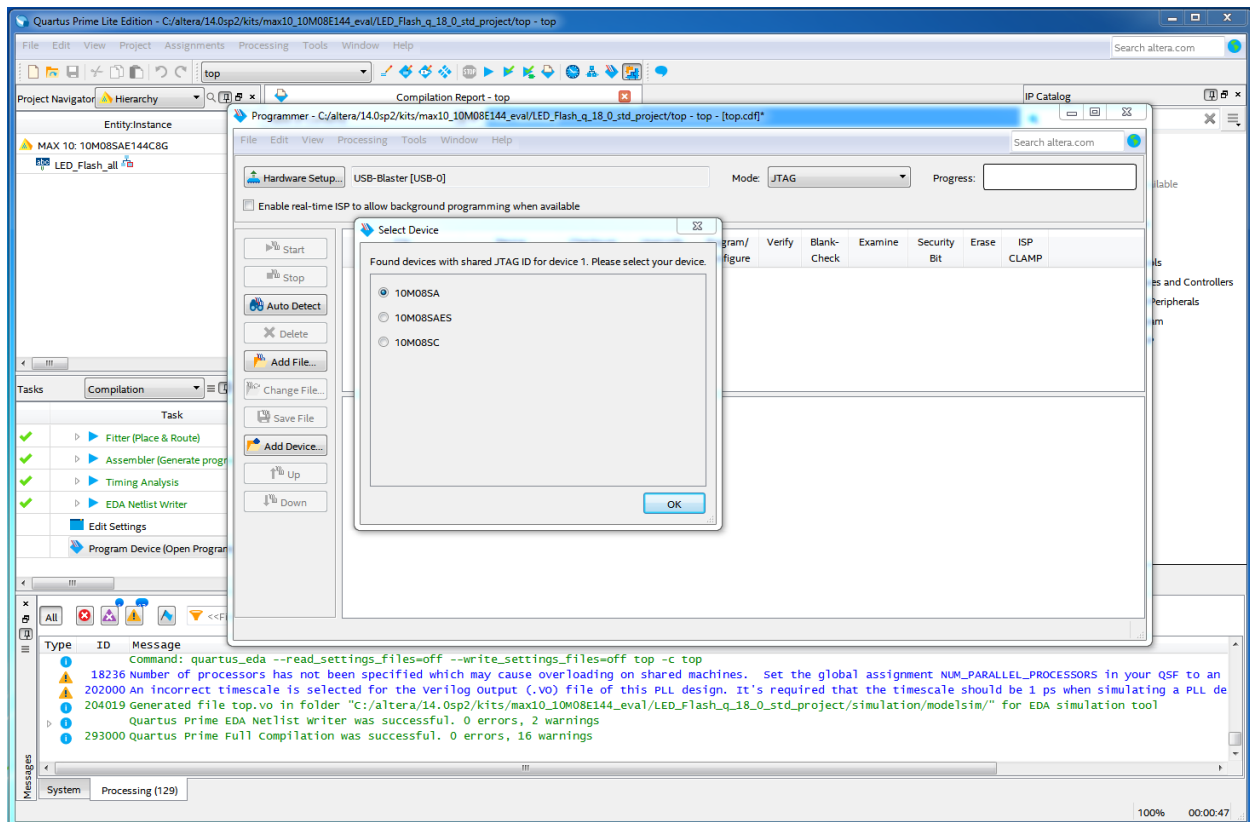 Quartus Prime Lite Edition - C:/altera/14.0sp2/kits/max10_10M08E144_eval/LED_Flash_q_18_0_std_project/top - top
File Edit View Project Assignments Processing Tools Window Help
Search altera.com
top
Project Navigator Hierarchy
Compilation Report - top
IP Catalog
Entity:Instance
MAX 10: 10M08SAE144C8G
LED_Flash_all
Programmer - C:/altera/14.0sp2/kits/max10_10M08E144_eval/LED_Flash_q_18_0_std_project/top - top - [top.cdf]*
File Edit View Processing Tools Window Help
Search altera.com
Hardware Setup... USB-Blaster [USB-0]
Mode: JTAG
Progress:
Enable real-time ISP to allow background programming when available
Start
Stop
Auto Detect
Delete
Add File...
Change File...
Save File
Add Device...
Up
Down
gram/ Verify Blank- Examine Security Erase ISP
figure Check Bit CLAMP
Select Device
Found devices with shared JTAG ID for device 1. Please select your device.
10M08SA
10M08SAES
10M08SC
OK
ilable
ls
es and Controllers
Peripherals
am
Tasks Compilation
Task
Fitter (Place & Route)
Assembler (Generate progr
Timing Analysis
EDA Netlist Writer
Edit Settings
Program Device (Open Program
All
<<F
Type ID Message
Command: quartus_eda --read_settings_files=off --write_settings_files=off top -c top
18236 Number of processors has not been specified which may cause overloading on shared machines. Set the global assignment NUM_PARALLEL_PROCESSORS in your QSF to an
202000 An incorrect timescale is selected for the Verilog Output (.VO) file of this PLL design. It's required that the timescale should be 1 ps when simulating a PLL de
204019 Generated file top.vo in folder "C:/altera/14.0sp2/kits/max10_10M08E144_eval/LED_Flash_q_18_0_std_project/simulation/modelsim/" for EDA simulation tool
Quartus Prime EDA Netlist Writer was successful. 0 errors, 2 warnings
293000 Quartus Prime Full Compilation was successful. 0 errors, 16 warnings
Messages
System Processing (129)
100% 00:00:47